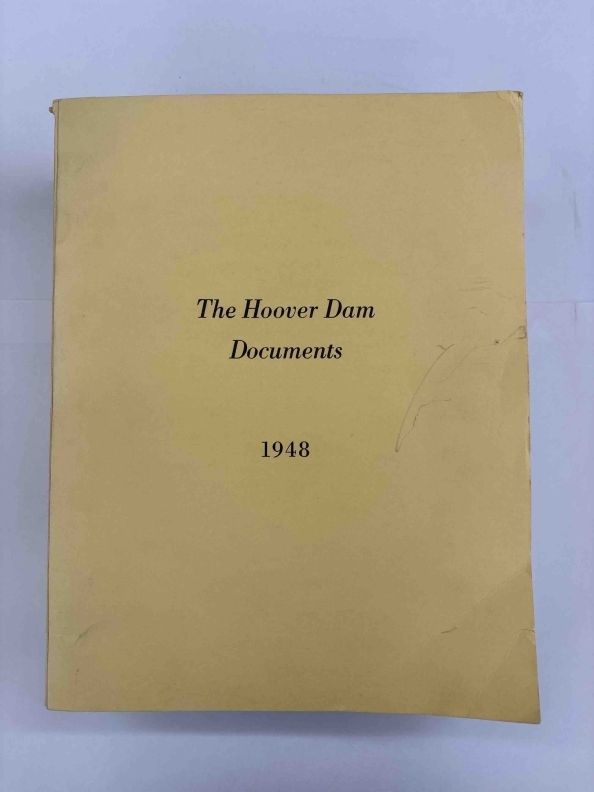 The Hoover Dam
Documents
1948